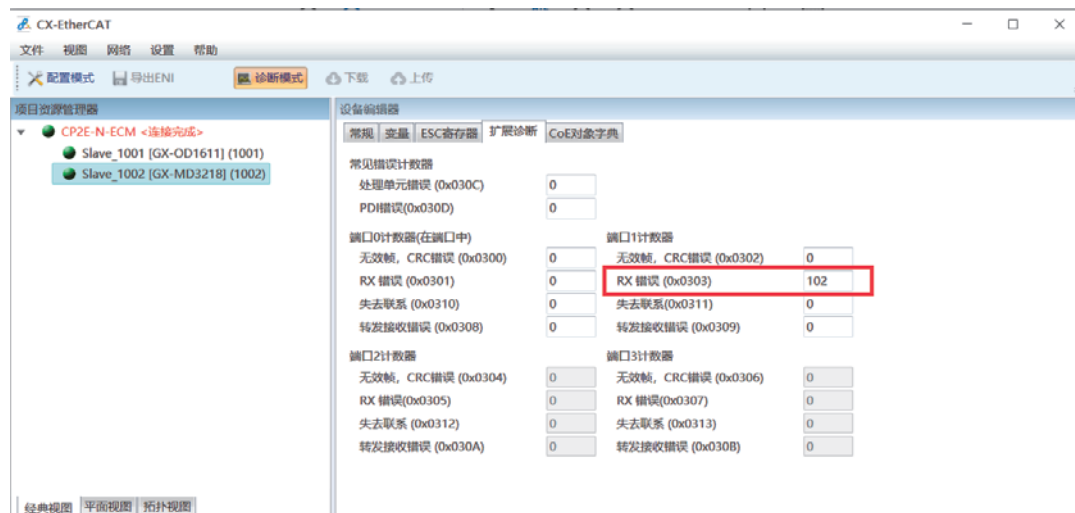 CX-EtherCAT
文件 视图 网络 设置 帮助
配置模式 导出ENI 诊断模式 下载 上传
项目资源管理器
CP2E-N-ECM <连接完成>
Slave_1001 [GX-OD1611] (1001)
Slave_1002 [GX-MD3218] (1002)
经典视图 平面视图 拓扑视图
设备编辑器
常规 变量 ESC寄存器 扩展诊断 CoE对象字典
常见错误计数器
处理单元错误 (0x030C) 0
PDI错误(0x030D) 0
端口0计数器(在端口中) 端口1计数器
无效帧，CRC错误 (0x0300) 0 无效帧，CRC错误 (0x0302) 0
RX 错误 (0x0301) 0 RX 错误 (0x0303) 102
失去联系 (0x0310) 0 失去联系(0x0311) 0
转发接收错误 (0x0308) 0 转发接收错误 (0x0309) 0
端口2计数器 端口3计数器
无效帧，CRC错误 (0x0304) 0 无效帧，CRC错误 (0x0306) 0
RX 错误(0x0305) 0 RX 错误(0x0307) 0
失去联系 (0x0312) 0 失去联系 (0x0313) 0
转发接收错误 (0x030A) 0 转发接收错误 (0x030B) 0